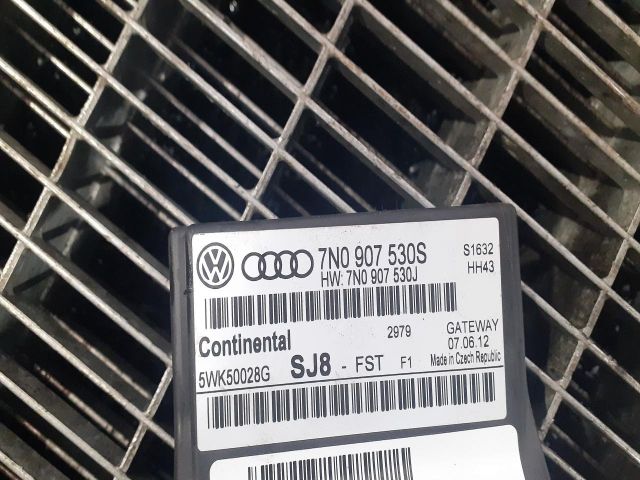 7N0 907 530S S1632
HW: 7N0 907 530J HH43
Continental 2979 GATEWAY
07.06.12
5WK50028G SJ8 - FST F1 Made in Czech Republic